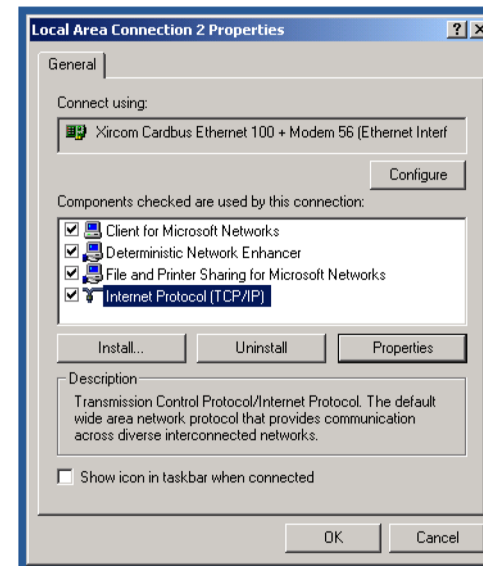 Local Area Connection 2 Properties
General
Connect using:
Xircom Cardbus Ethernet 100 + Modem 56 (Ethernet Interf
Configure
Components checked are used by this connection:
Client for Microsoft Networks
Deterministic Network Enhancer
File and Printer Sharing for Microsoft Networks
Internet Protocol (TCP/IP)
Install...
Uninstall
Properties
Description
Transmission Control Protocol/Internet Protocol. The default
wide area network protocol that provides communication
across diverse interconnected networks.
Show icon in taskbar when connected
OK
Cancel